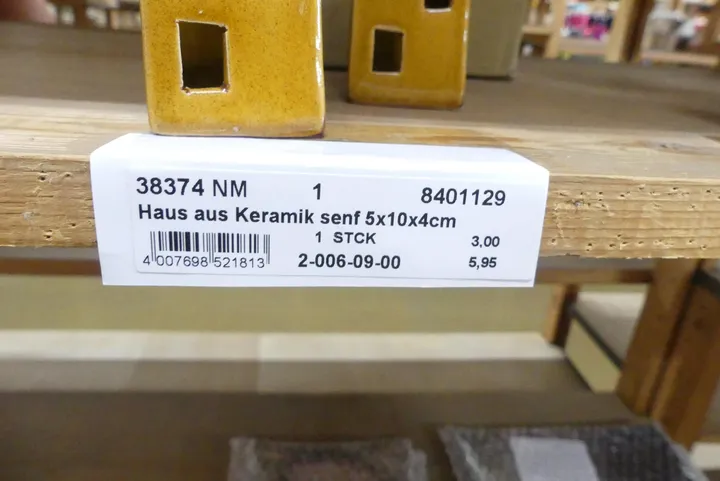 38374 NM 1 8401129
Haus aus Keramik senf 5x10x4cm
1 STCK 3,00
4 007698 521813 2-006-09-00 5,95